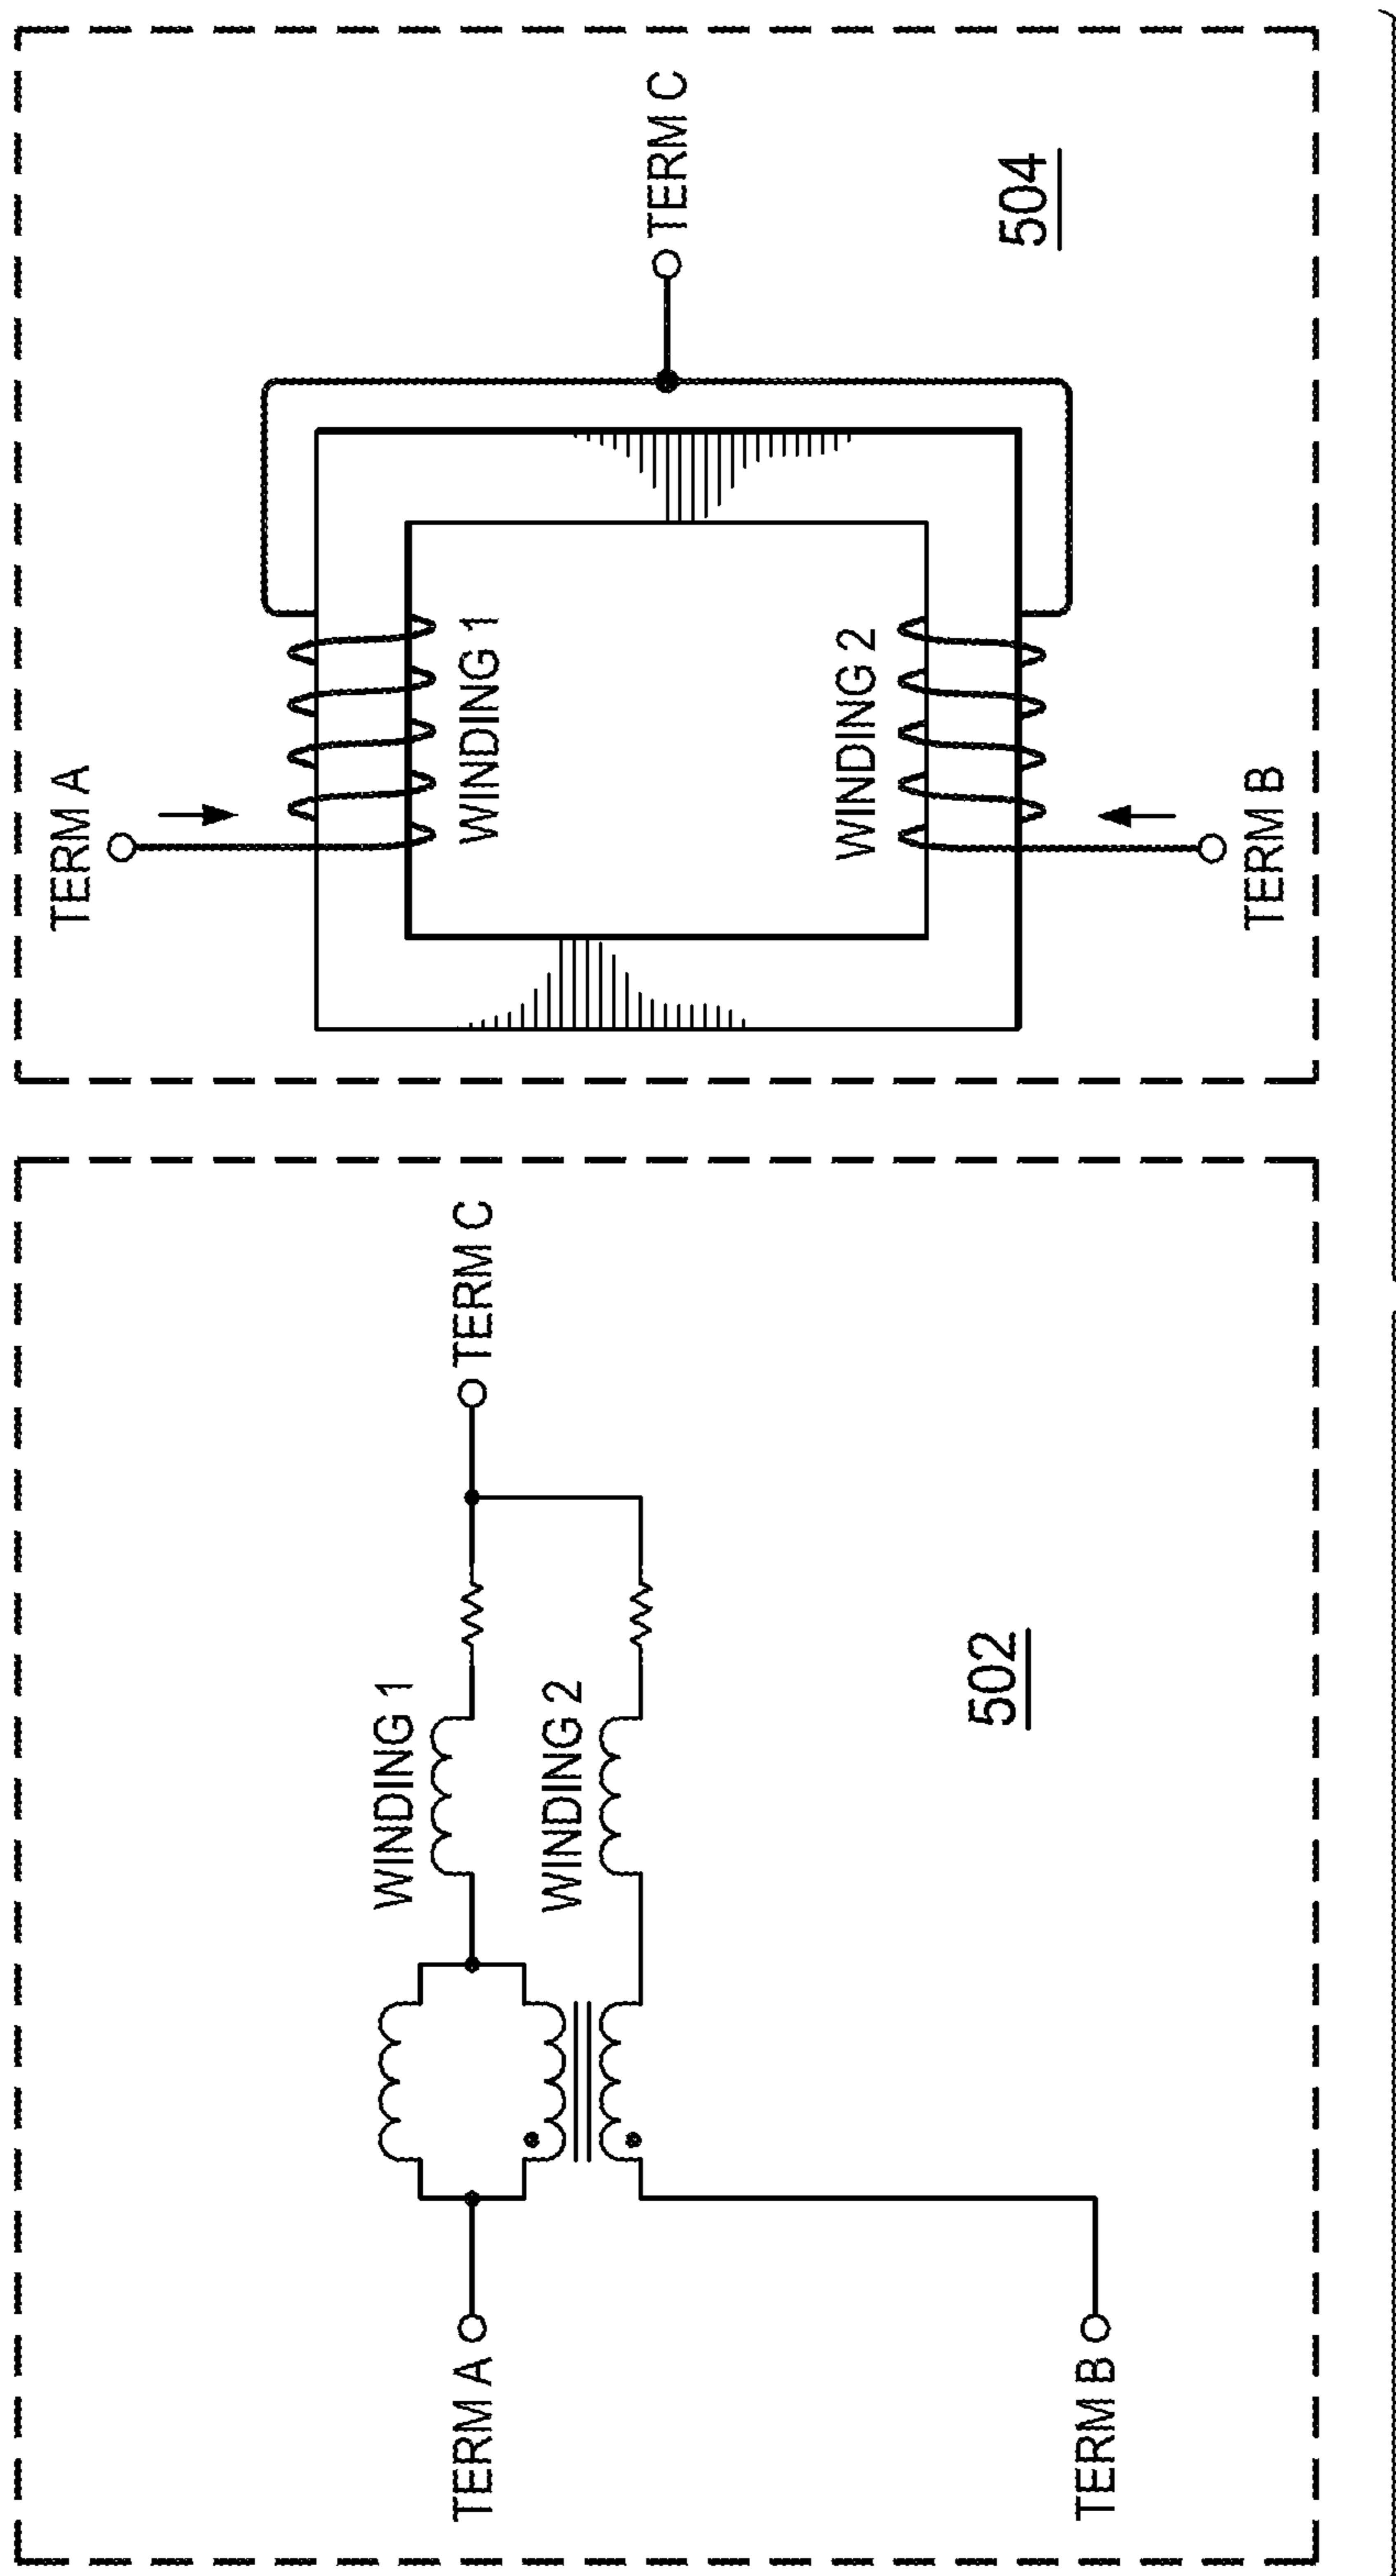 TERM A
TERM B
WINDING 1
WINDING 2
TERM C
502
TERM A
TERM B
WINDING 1
WINDING 2
TERM C
504